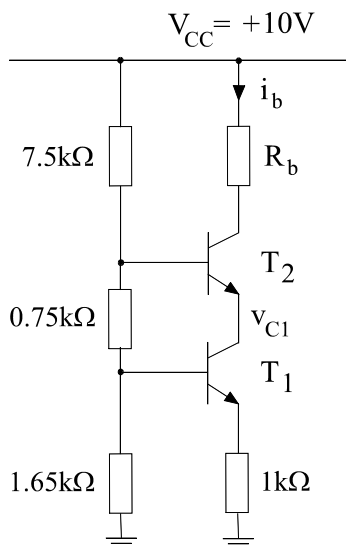 V_CC = +10V
i_b
7.5kΩ
R_b
T_2
0.75kΩ
v_C1
T_1
1.65kΩ
1kΩ